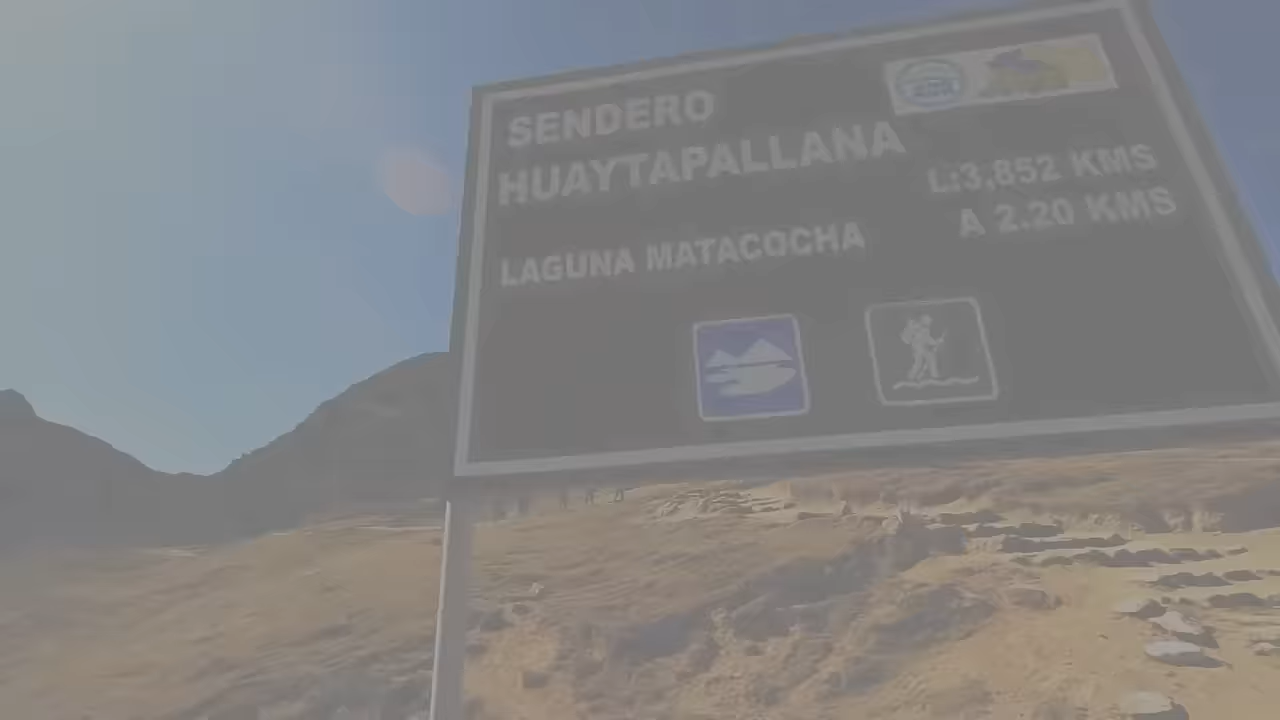 SENDERO
HUAYTAPALLANA
L:3,852 KMS
LAGUNA MATACOCHA
A 2.20 KMS